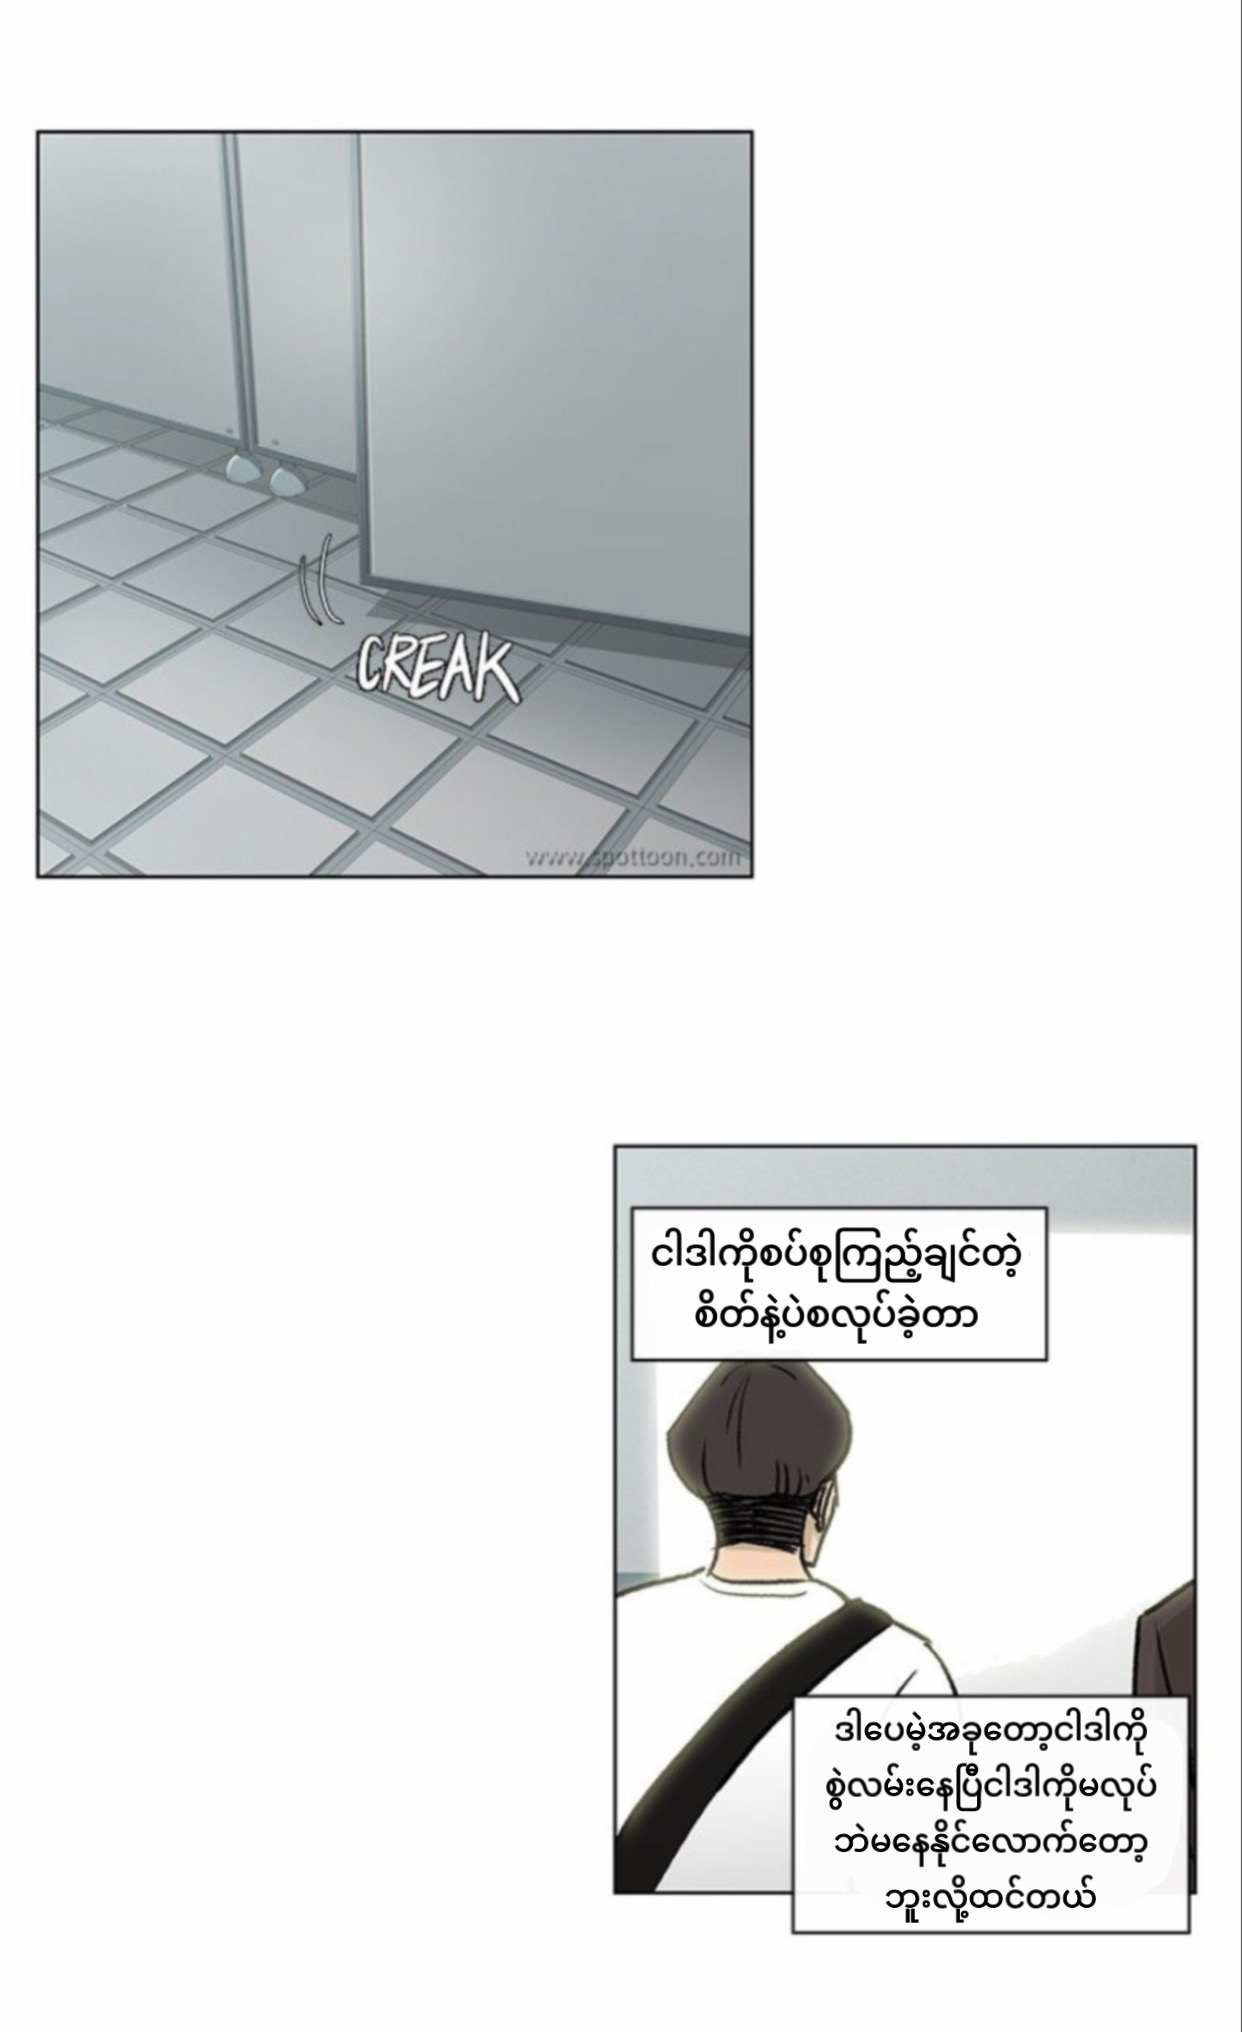 CREAK
www.spottoon.com
ငါဒါကိုစပ်စုကြည့်ချင်တဲ့
စိတ်နဲ့ပဲစလုပ်ခဲ့တာ
ဒါပေမဲ့အခုတော့ငါဒါကို
စွဲလမ်းနေပြီငါဒါကိုမလုပ်
ဘဲမနေနိုင်လောက်တော့
ဘူးလို့ထင်တယ်